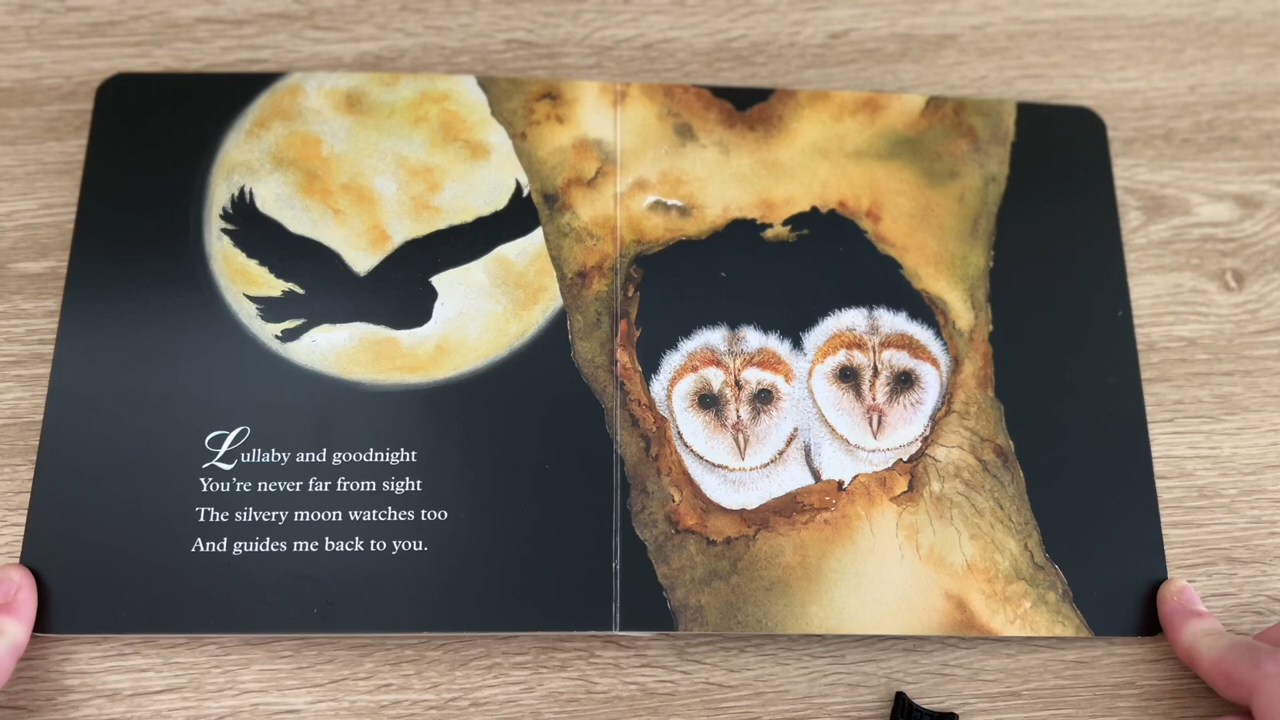 Lullaby and goodnight
You're never far from sight
The silvery moon watches too
And guides me back to you.